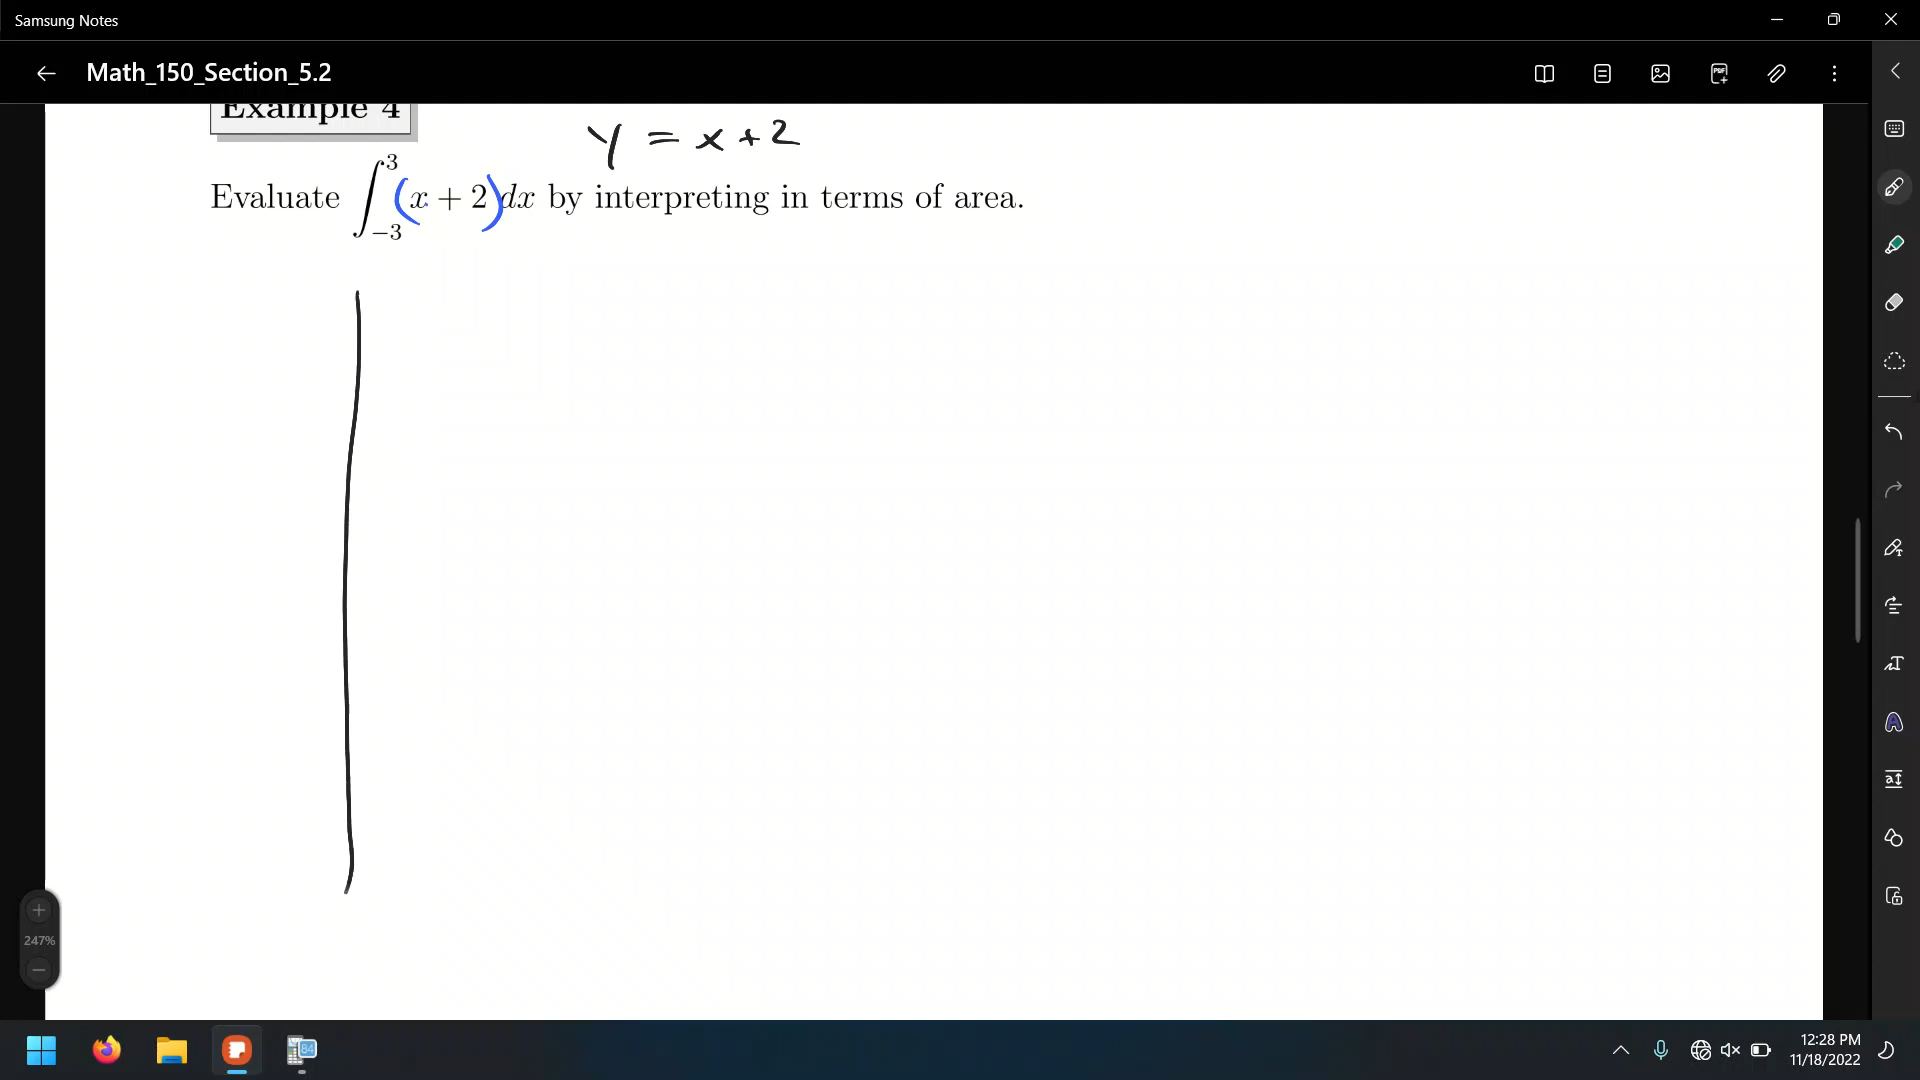 Samsung Notes
Math_150_Section_5.2
Example 4
y = x + 2
Evaluate ∫_{-3}^{3} (x + 2) dx by interpreting in terms of area.
247%
12:28 PM
11/18/2022